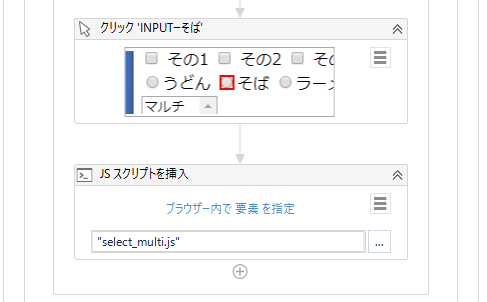 クリック 'INPUT−そば'
その1 その2 その
うどん そば ラーメ
マルチ
JS スクリプトを挿入
ブラウザー内で 要素 を指定
"select_multi.js"
...